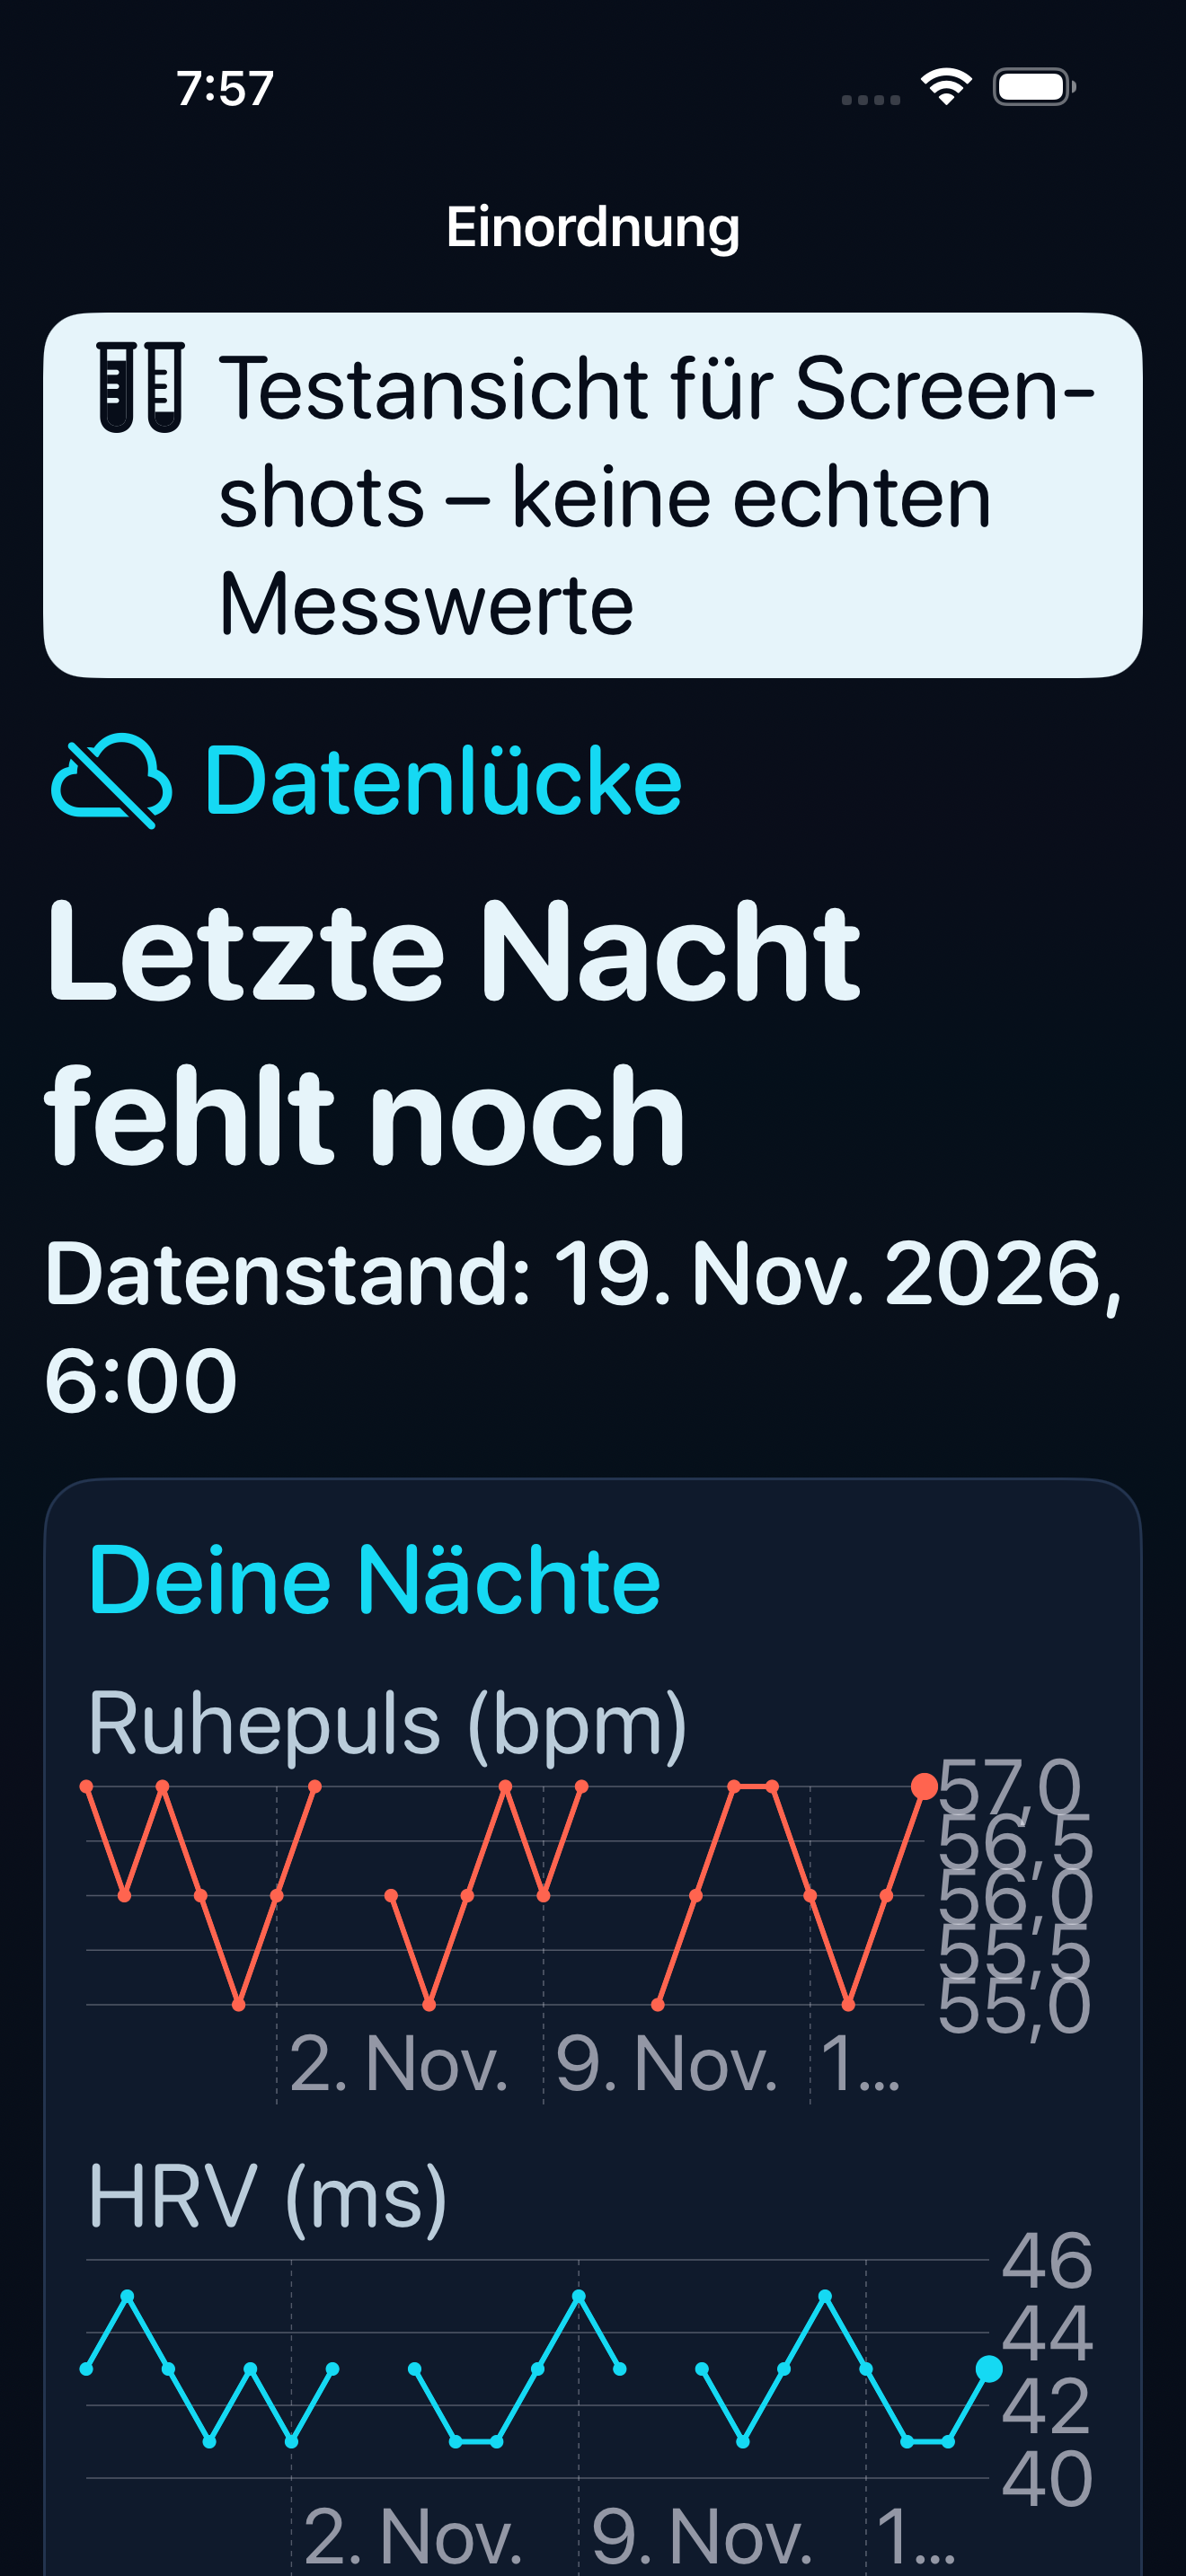 7:57
Einordnung
Testansicht für Screen-
shots – keine echten
Messwerte
Datenlücke
Letzte Nacht
fehlt noch
Datenstand: 19. Nov. 2026,
6:00
Deine Nächte
Ruhepuls (bpm)
57,0
56,5
56,0
55,5
55,0
2. Nov.
9. Nov.
1...
HRV (ms)
46
44
42
40
2. Nov.
9. Nov.
1...